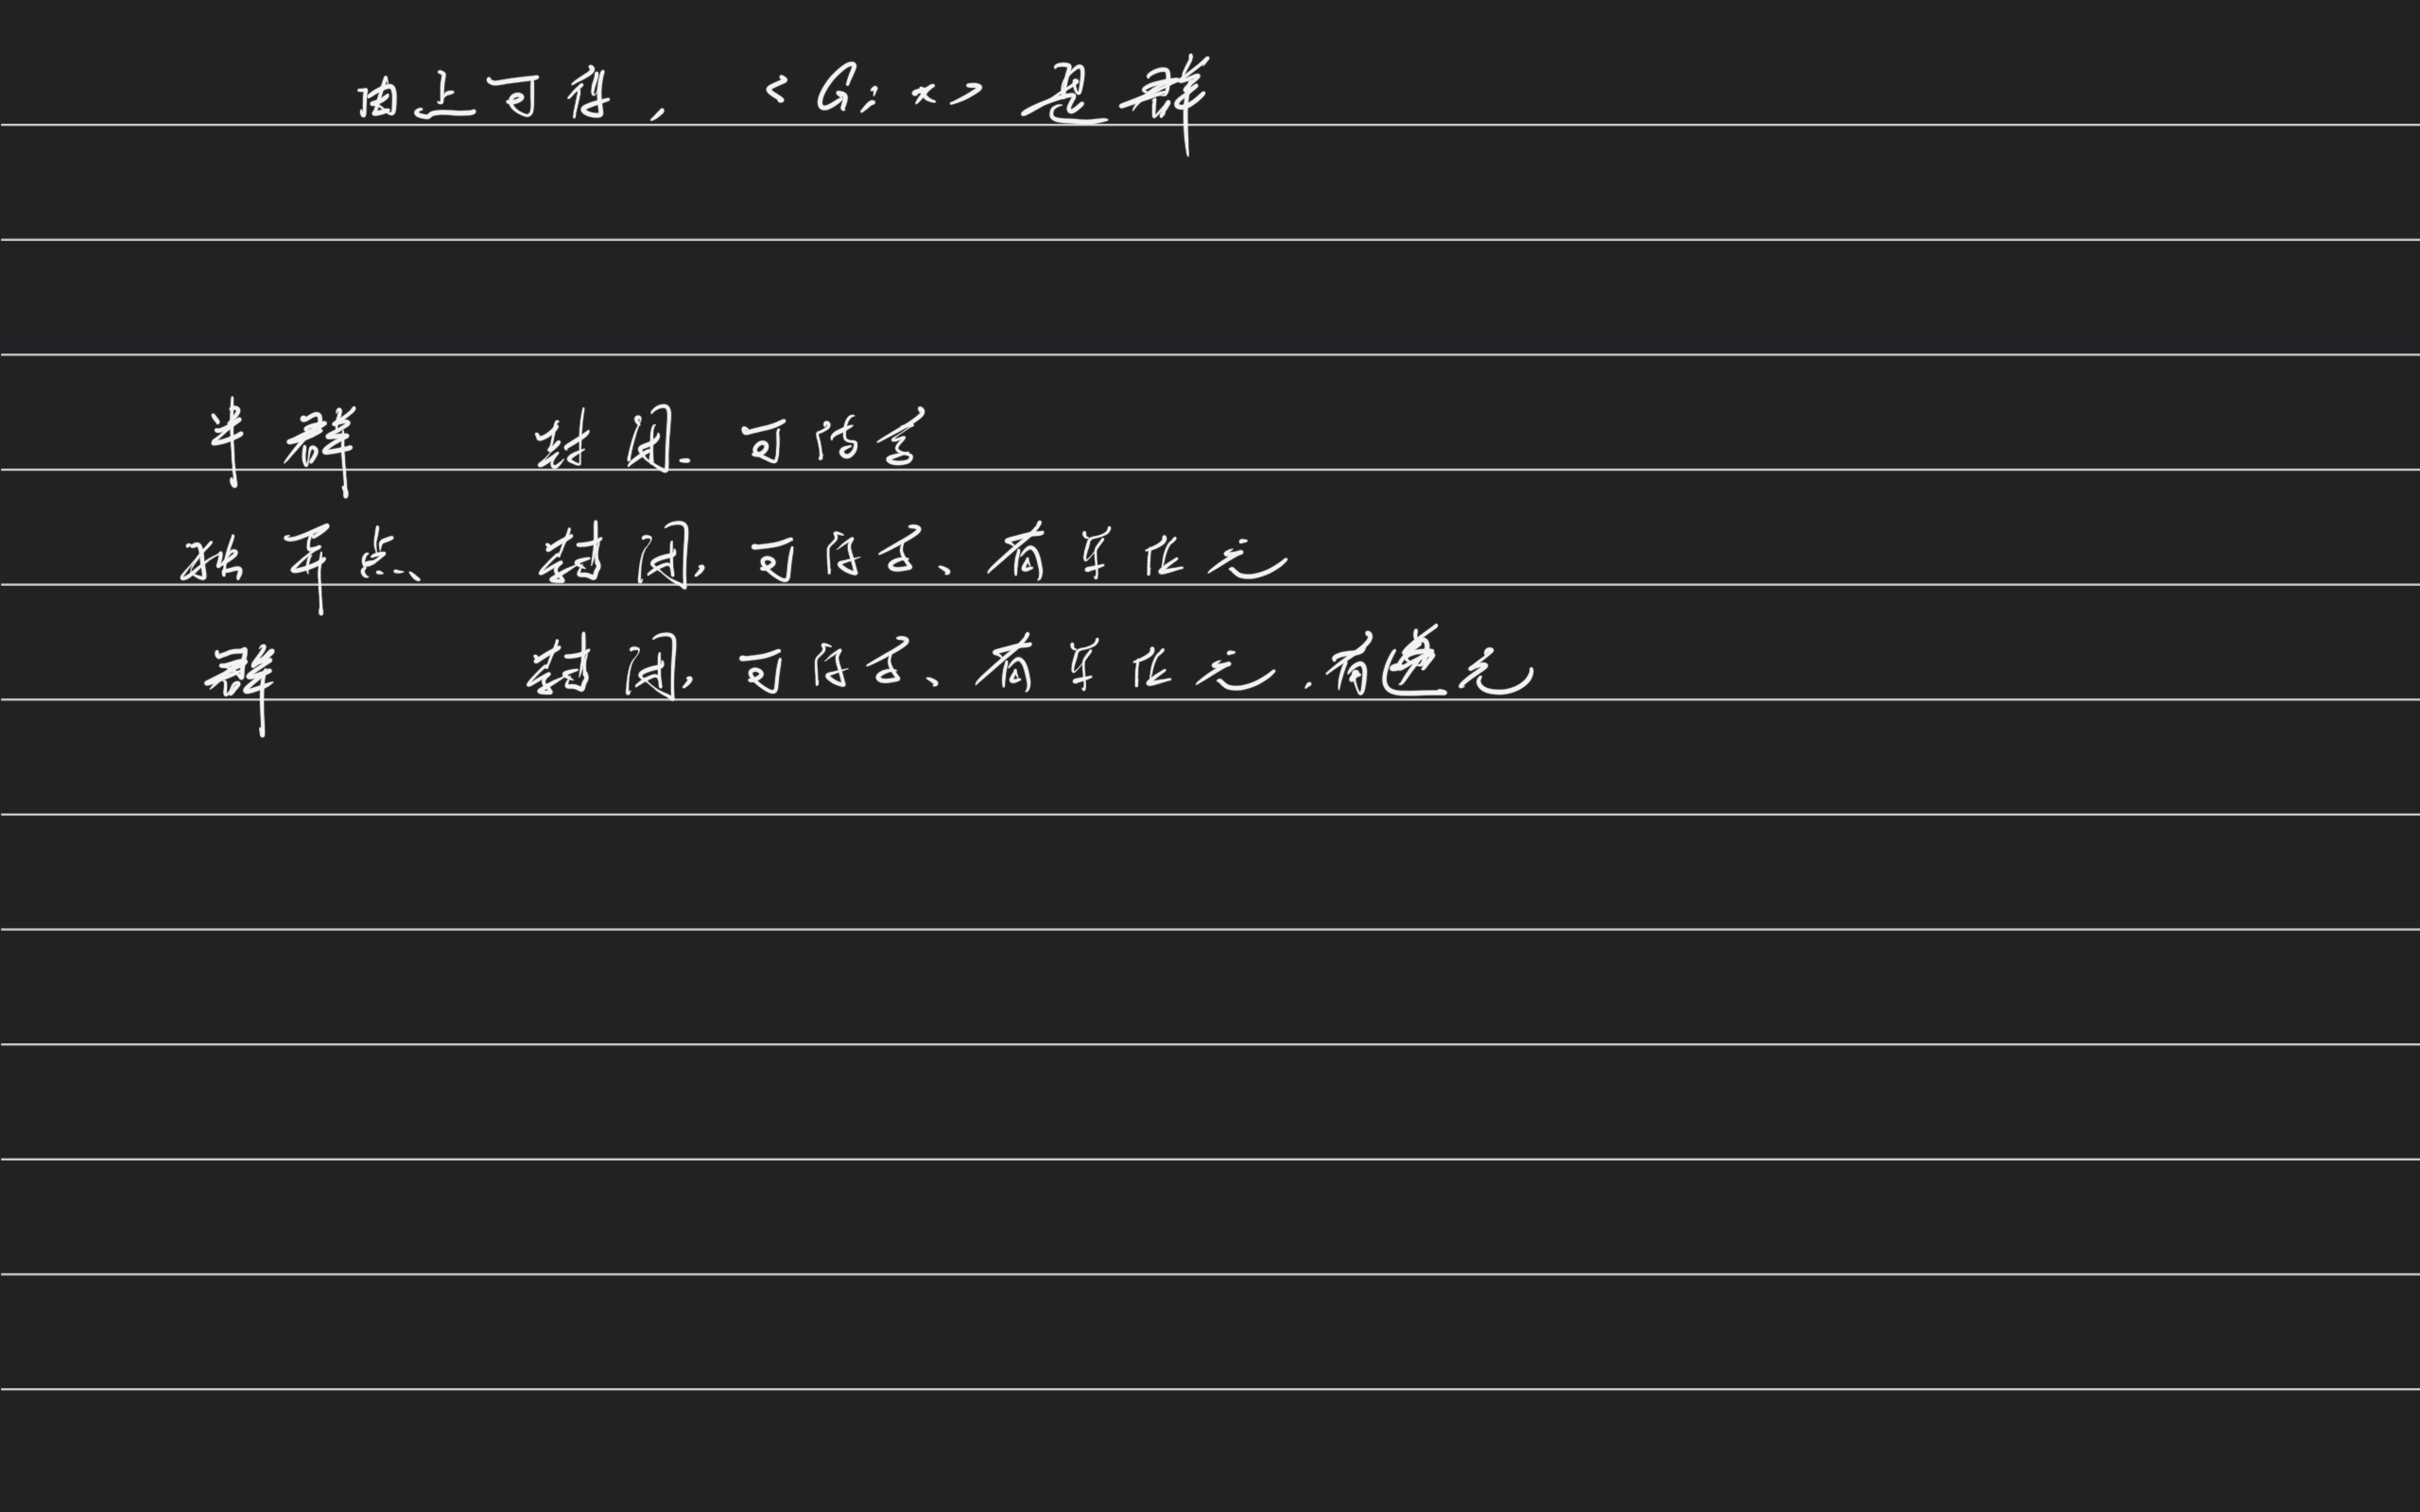 由上可得, <G; ×> 是群
半群 封闭. 可结合
独异点、 封闭, 可结合、有单位元
群 封闭, 可结合、有单位元. 有逆元